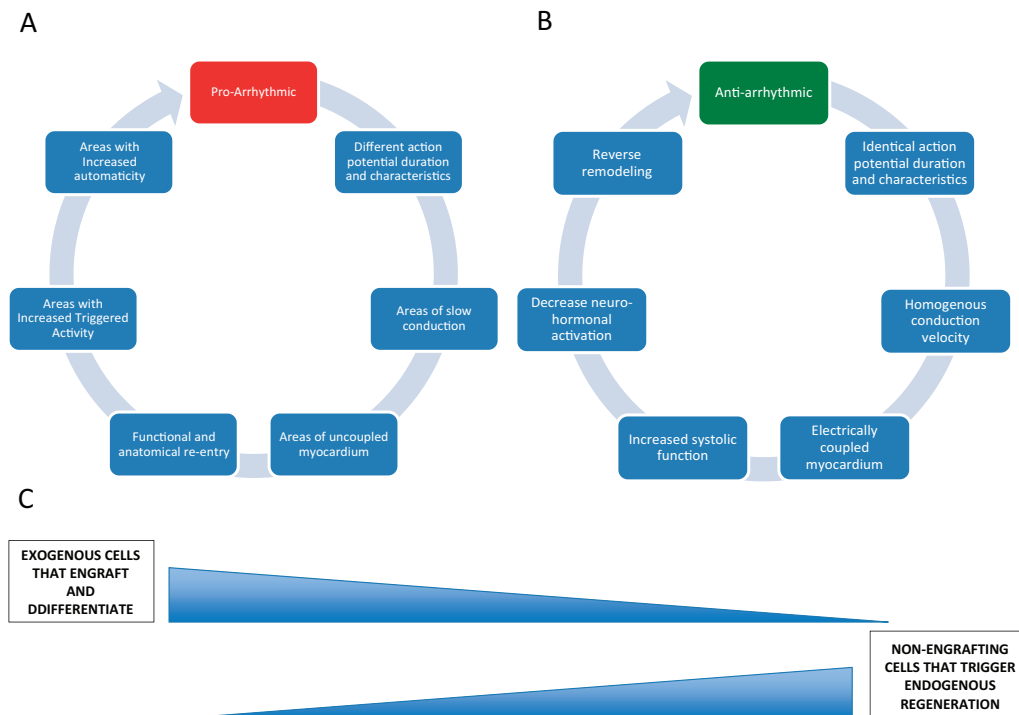 A
Pro-Arrhythmic
Different action
potential duration
and characteristics
Areas of slow
conduction
Areas of uncoupled
myocardium
Functional and
anatomical re-entry
Areas with
Increased Triggered
Activity
Areas with
Increased
automaticity
B
Anti-arrhythmic
Identical action
potential duration
and characteristics
Homogenous
conduction
velocity
Electrically
coupled
myocardium
Increased systolic
function
Decrease neuro-
hormonal
activation
Reverse
remodeling
C
EXOGENOUS CELLS
THAT ENGRAFT
AND
DDIFFERENTIATE
NON-ENGRAFTING
CELLS THAT TRIGGER
ENDOGENOUS
REGENERATION